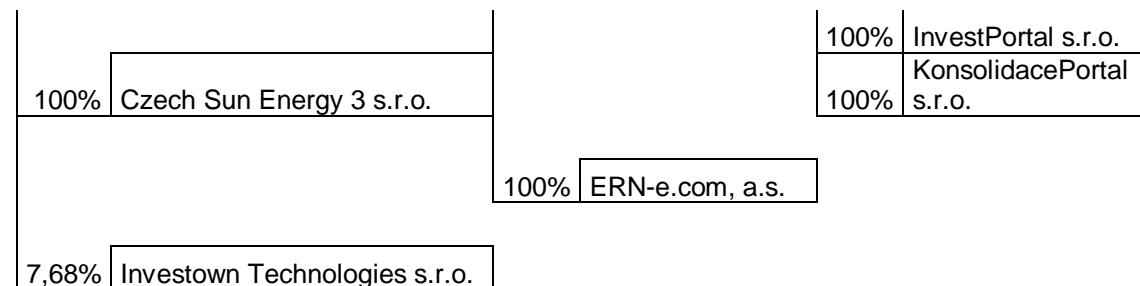 100% InvestPortal s.r.o.
KonsolidacePortal
100% Czech Sun Energy 3 s.r.o. 100% s.r.o.
100% ERN-e.com, a.s.
7,68% Investown Technologies s.r.o.